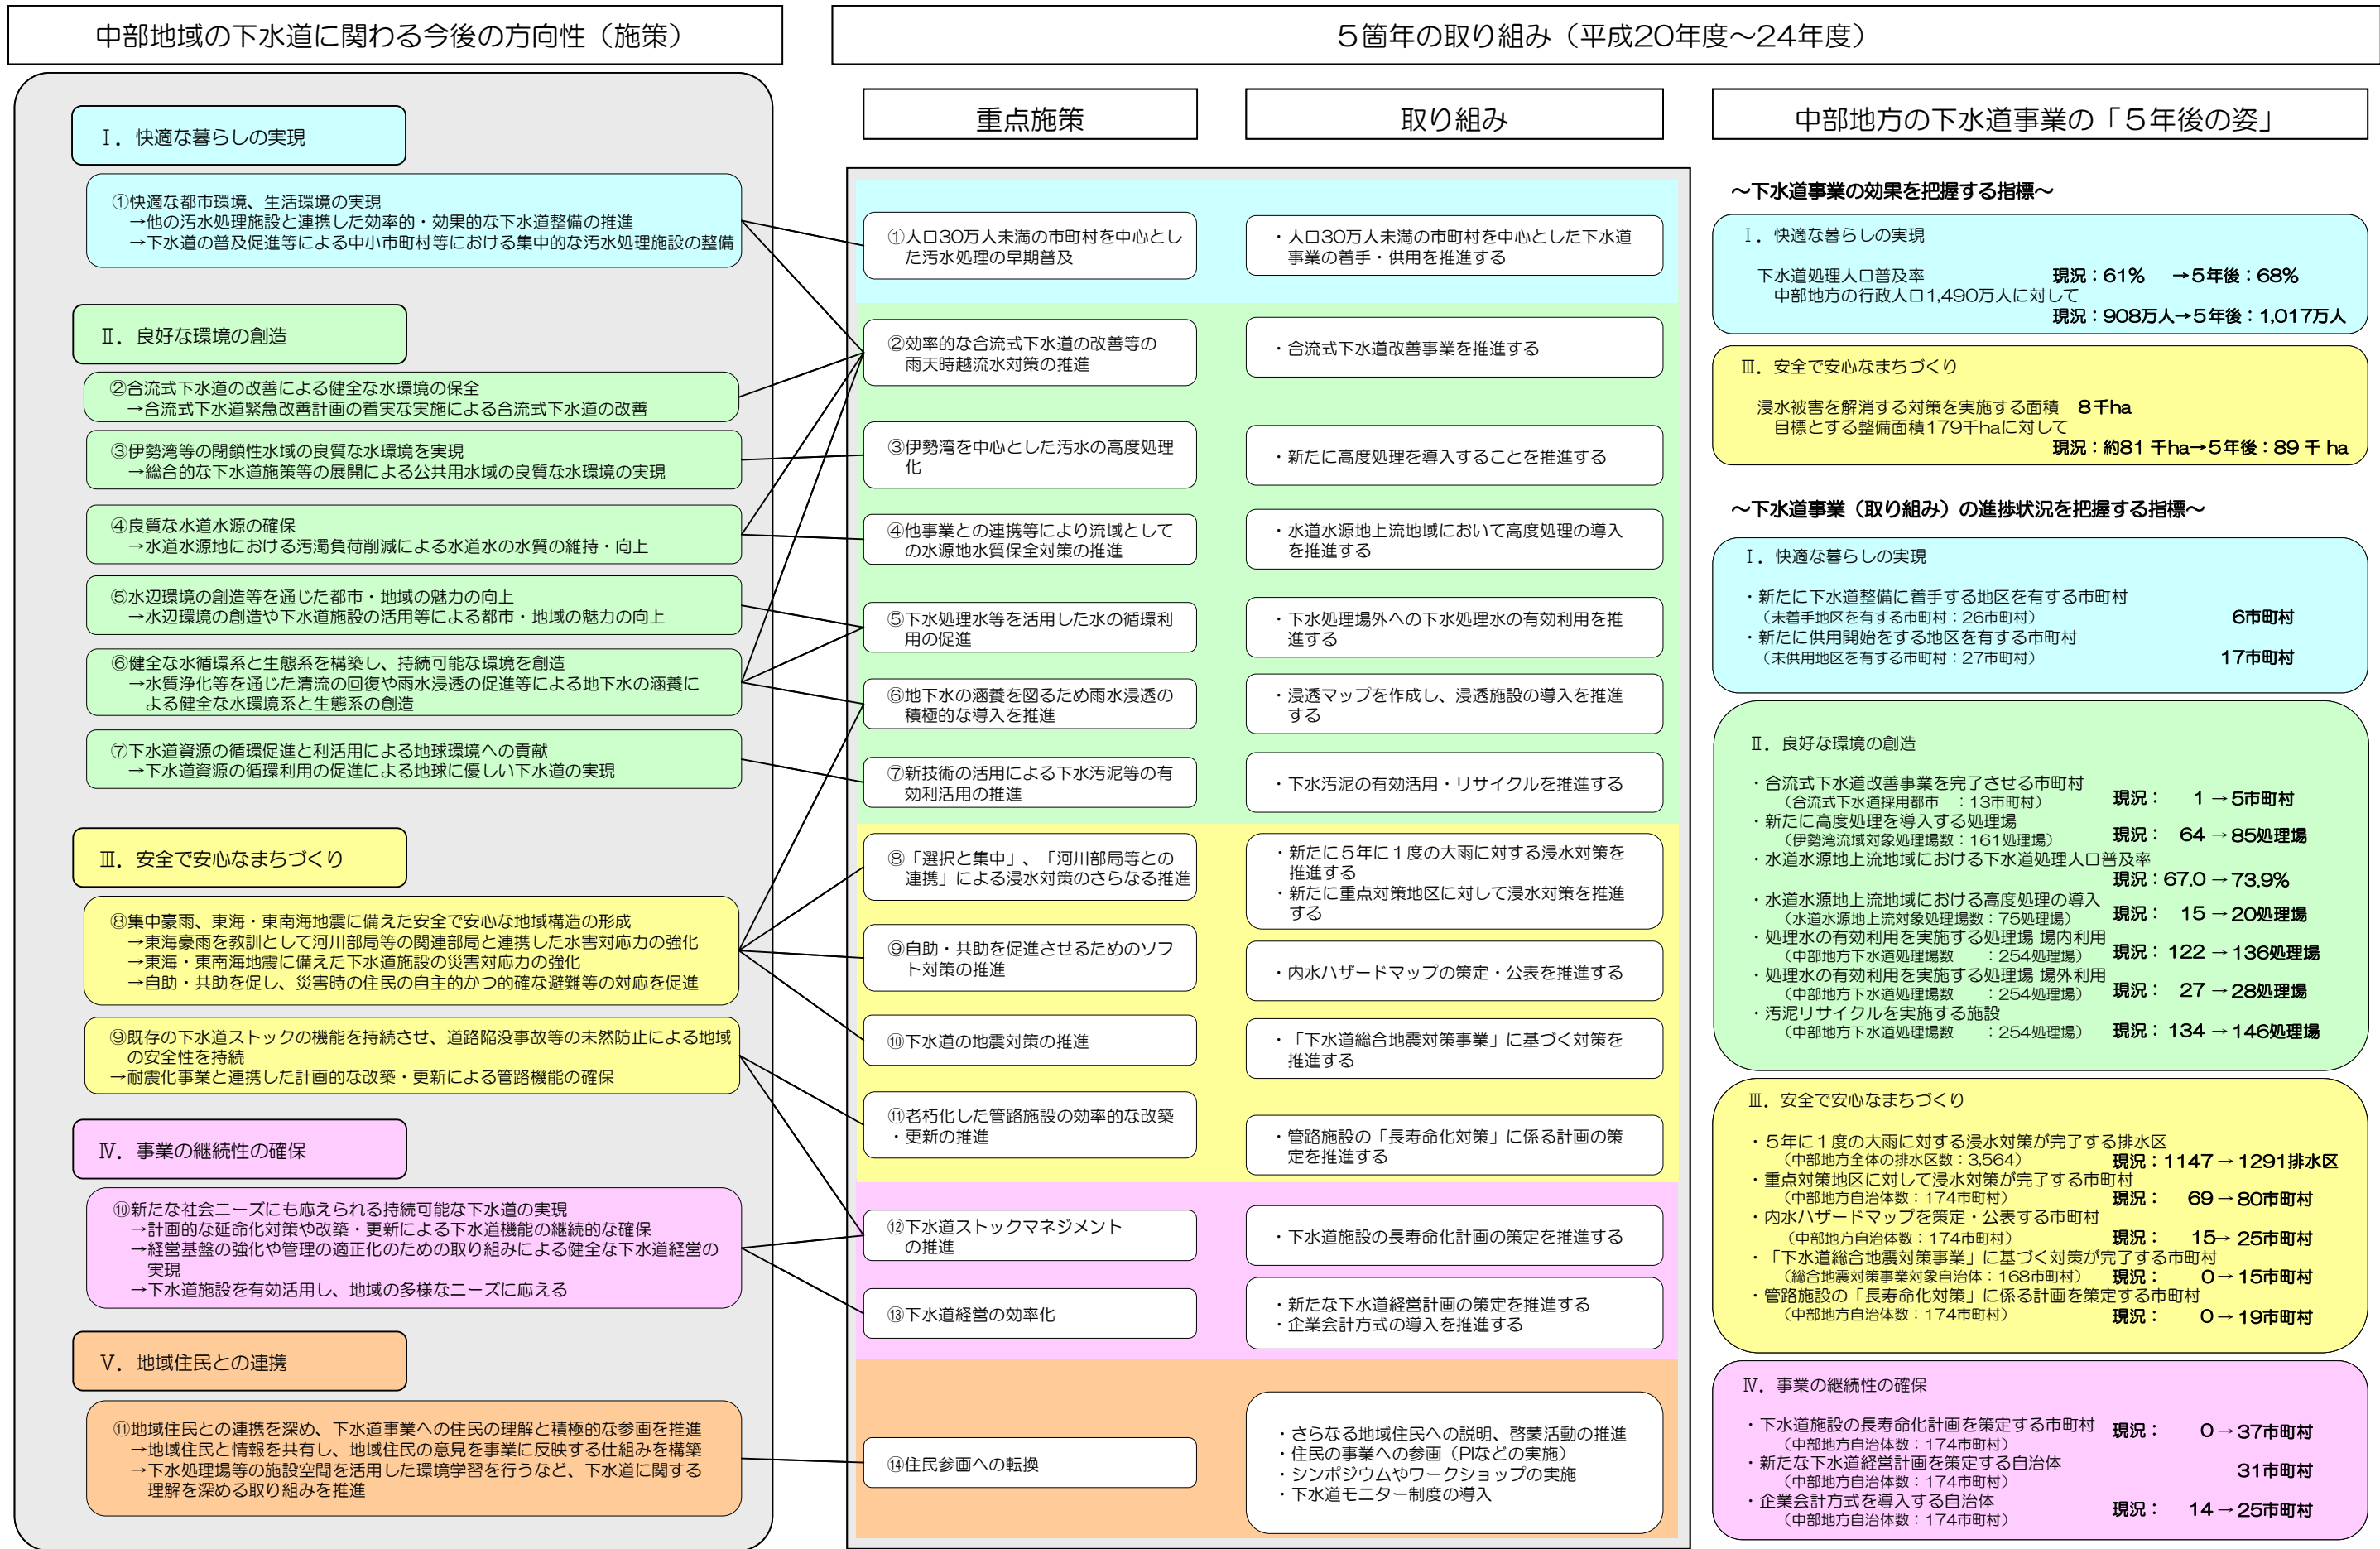 中部地域の下水道に関わる今後の方向性（施策）
Ⅰ．快適な暮らしの実現
①快適な都市環境、生活環境の実現
→他の汚水処理施設と連携した効率的・効果的な下水道整備の推進
→下水道の普及促進等による中小市町村等における集中的な汚水処理施設の整備
Ⅱ．良好な環境の創造
②合流式下水道の改善による健全な水環境の保全
→合流式下水道緊急改善計画の着実な実施による合流式下水道の改善
③伊勢湾等の閉鎖性水域の良質な水環境を実現
→総合的な下水道施策等の展開による公共用水域の良質な水環境の実現
④良質な水道水源の確保
→水道水源地における汚濁負荷削減による水道水の水質の維持・向上
⑤水辺環境の創造等を通じた都市・地域の魅力の向上
→水辺環境の創造や下水道施設の活用等による都市・地域の魅力の向上
⑥健全な水循環系と生態系を構築し、持続可能な環境を創造
→水質浄化等を通じた清流の回復や雨水浸透の促進等による地下水の涵養に
よる健全な水環境系と生態系の創造
⑦下水道資源の循環促進と利活用による地球環境への貢献
→下水道資源の循環利用の促進による地球に優しい下水道の実現
Ⅲ．安全で安心なまちづくり
⑧集中豪雨、東海・東南海地震に備えた安全で安心な地域構造の形成
→東海豪雨を教訓として河川部局等の関連部局と連携した水害対応力の強化
→東海・東南海地震に備えた下水道施設の災害対応力の強化
→自助・共助を促し、災害時の住民の自主的かつ的確な避難等の対応を促進
⑨既存の下水道ストックの機能を持続させ、道路陥没事故等の未然防止による地域
の安全性を持続
→耐震化事業と連携した計画的な改築・更新による管路機能の確保
Ⅳ．事業の継続性の確保
⑩新たな社会ニーズにも応えられる持続可能な下水道の実現
→計画的な延命化対策や改築・更新による下水道機能の継続的な確保
→経営基盤の強化や管理の適正化のための取り組みによる健全な下水道経営の
実現
→下水道施設を有効活用し、地域の多様なニーズに応える
Ⅴ．地域住民との連携
⑪地域住民との連携を深め、下水道事業への住民の理解と積極的な参画を推進
→地域住民と情報を共有し、地域住民の意見を事業に反映する仕組みを構築
→下水処理場等の施設空間を活用した環境学習を行うなど、下水道に関する
理解を深める取り組みを推進
５箇年の取り組み（平成20年度～24年度）
重点施策
①人口30万人未満の市町村を中心とし
た汚水処理の早期普及
②効率的な合流式下水道の改善等の
雨天時越流水対策の推進
③伊勢湾を中心とした汚水の高度処理
化
④他事業との連携等により流域として
の水源地水質保全対策の推進
⑤下水処理水等を活用した水の循環利
用の促進
⑥地下水の涵養を図るため雨水浸透の
積極的な導入を推進
⑦新技術の活用による下水汚泥等の有
効利活用の推進
⑧「選択と集中」、「河川部局等との
連携」による浸水対策のさらなる推進
⑨自助・共助を促進させるためのソフ
ト対策の推進
⑩下水道の地震対策の推進
⑪老朽化した管路施設の効率的な改築
・更新の推進
⑫下水道ストックマネジメント
の推進
⑬下水道経営の効率化
⑭住民参画への転換
取り組み
・人口30万人未満の市町村を中心とした下水道
事業の着手・供用を推進する
・合流式下水道改善事業を推進する
・新たに高度処理を導入することを推進する
・水道水源地上流地域において高度処理の導入
を推進する
・下水処理場外への下水処理水の有効利用を推
進する
・浸透マップを作成し、浸透施設の導入を推進
する
・下水汚泥の有効活用・リサイクルを推進する
・新たに５年に１度の大雨に対する浸水対策を
推進する
・新たに重点対策地区に対して浸水対策を推進
する
・内水ハザードマップの策定・公表を推進する
・「下水道総合地震対策事業」に基づく対策を
推進する
・管路施設の「長寿命化対策」に係る計画の策
定を推進する
・下水道施設の長寿命化計画の策定を推進する
・新たな下水道経営計画の策定を推進する
・企業会計方式の導入を推進する
・さらなる地域住民への説明、啓蒙活動の推進
・住民の事業への参画（PIなどの実施）
・シンポジウムやワークショップの実施
・下水道モニター制度の導入
中部地方の下水道事業の「５年後の姿」
～下水道事業の効果を把握する指標～
Ⅰ．快適な暮らしの実現
下水道処理人口普及率 現況：61% →５年後：68%
中部地方の行政人口1,490万人に対して
現況：908万人→５年後：1,017万人
Ⅲ．安全で安心なまちづくり
浸水被害を解消する対策を実施する面積 8千ha
目標とする整備面積179千haに対して
現況：約81 千ha→５年後：89 千 ha
～下水道事業（取り組み）の進捗状況を把握する指標～
Ⅰ．快適な暮らしの実現
・新たに下水道整備に着手する地区を有する市町村
（未着手地区を有する市町村：26市町村） 6市町村
・新たに供用開始をする地区を有する市町村
（未供用地区を有する市町村：27市町村） 17市町村
Ⅱ．良好な環境の創造
・合流式下水道改善事業を完了させる市町村
（合流式下水道採用都市 ：13市町村） 現況： 1 → 5市町村
・新たに高度処理を導入する処理場
（伊勢湾流域対象処理場数：161処理場） 現況： 64 → 85処理場
・水道水源地上流地域における下水道処理人口普及率
現況：67.0 → 73.9%
・水道水源地上流地域における高度処理の導入
（水道水源地上流対象処理場数：75処理場） 現況： 15 → 20処理場
・処理水の有効利用を実施する処理場 場内利用
（中部地方下水道処理場数 ：254処理場） 現況： 122 → 136処理場
・処理水の有効利用を実施する処理場 場外利用
（中部地方下水道処理場数 ：254処理場） 現況： 27 → 28処理場
・汚泥リサイクルを実施する施設
（中部地方下水道処理場数 ：254処理場） 現況： 134 → 146処理場
Ⅲ．安全で安心なまちづくり
・５年に１度の大雨に対する浸水対策が完了する排水区
（中部地方全体の排水区数：3,564） 現況：1147 → 1291排水区
・重点対策地区に対して浸水対策が完了する市町村
（中部地方自治体数：174市町村） 現況： 69 → 80市町村
・内水ハザードマップを策定・公表する市町村
（中部地方自治体数：174市町村） 現況： 15→ 25市町村
・「下水道総合地震対策事業」に基づく対策が完了する市町村
（総合地震対策事業対象自治体：168市町村） 現況： 0→ 15市町村
・管路施設の「長寿命化対策」に係る計画を策定する市町村
（中部地方自治体数：174市町村） 現況： 0→ 19市町村
Ⅳ．事業の継続性の確保
・下水道施設の長寿命化計画を策定する市町村 現況： 0→ 37市町村
（中部地方自治体数：174市町村）
・新たな下水道経営計画を策定する自治体 31市町村
（中部地方自治体数：174市町村）
・企業会計方式を導入する自治体 現況： 14 → 25市町村
（中部地方自治体数：174市町村）